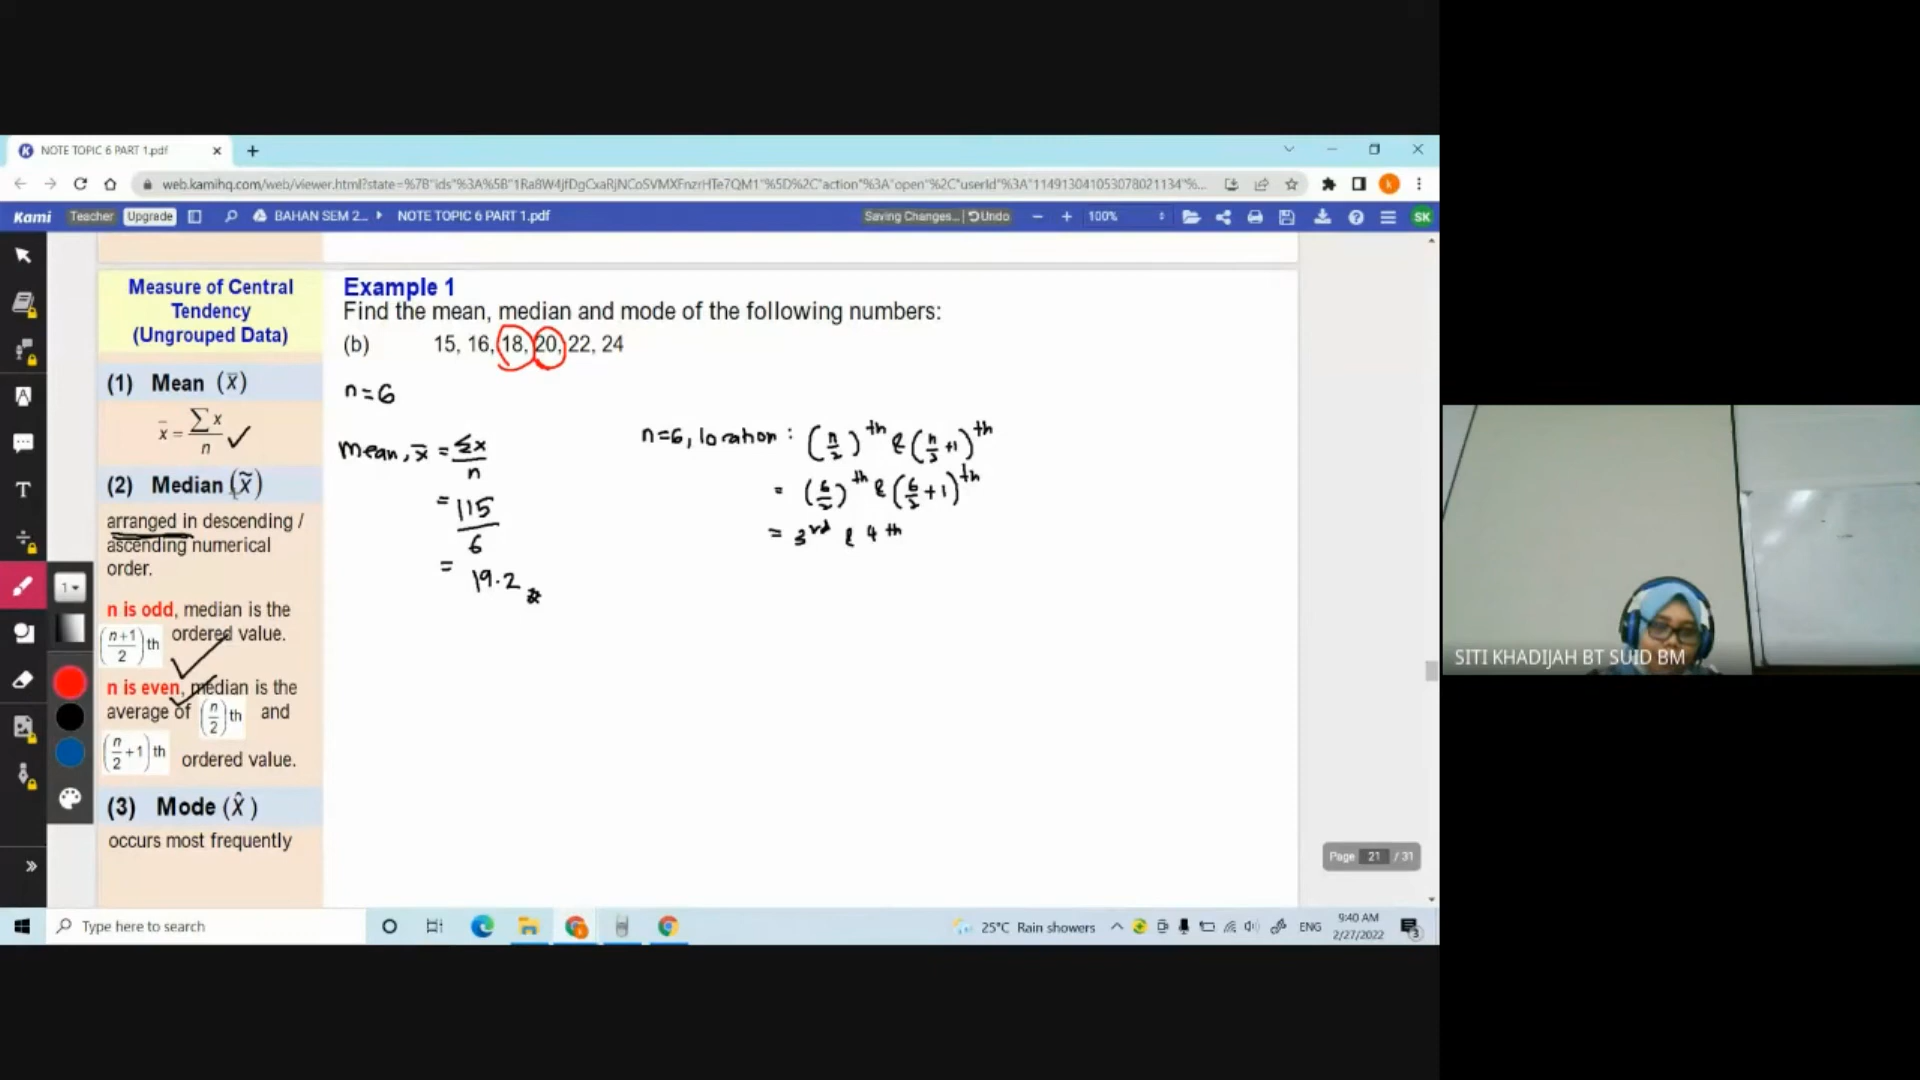 NOTE TOPIC 6 PART 1.pdf
web.kamihq.com/web/viewer.html?state=%7B"ids"%3A%5B"1Ra8W4jfDgCxaRjNCoSVMXFnzrHTe7QM1"%5D%2C"action"%3A"open"%2C"userId"%3A"114913041053078021134"%...
Kami Teacher Upgrade BAHAN SEM 2... NOTE TOPIC 6 PART 1.pdf Saving Changes... | Undo − + 100% SK
Measure of Central
Tendency
(Ungrouped Data)
(1) Mean (x̄)
x̄ = ∑x / n
(2) Median (x̃)
arranged in descending /
ascending numerical
order.
n is odd, median is the
((n+1)/2) th ordered value.
n is even, median is the
average of (n/2) th and
(n/2 +1) th ordered value.
(3) Mode (x̂)
occurs most frequently
Example 1
Find the mean, median and mode of the following numbers:
(b) 15, 16, 18, 20, 22, 24
n=6
mean, x̄ = ∑x / n
= 115 / 6
= 19.2
n=6, location : (n/2)th & (n/2 +1)th
= (6/2)th & (6/2 +1)th
= 3rd & 4th
1
Page 21 / 31
SITI KHADIJAH BT SUID BM
Type here to search
25°C Rain showers
ENG
9:40 AM
2/27/2022
3